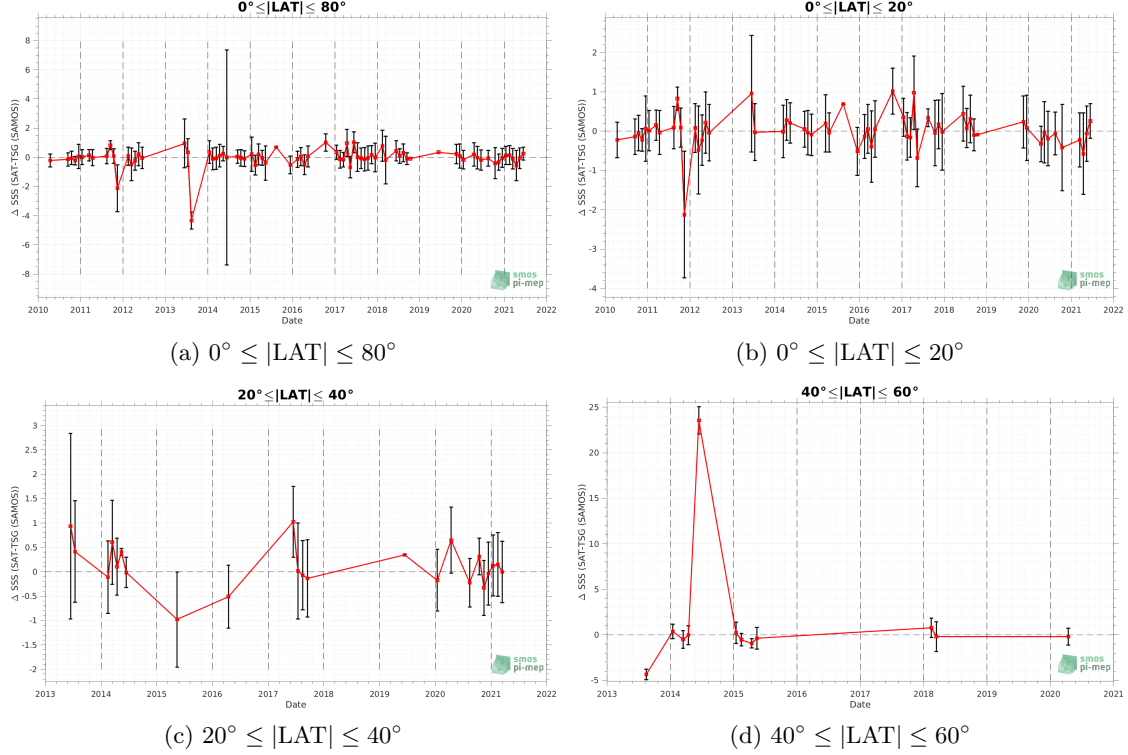 0°≤|LAT|≤ 80°
Δ SSS (SAT-TSG (SAMOS))
8
6
4
2
0
-2
-4
-6
-8
2010 2011 2012 2013 2014 2015 2016 2017 2018 2019 2020 2021 2022
Date
smos
pi-mep
(a) 0° ≤ |LAT| ≤ 80°
0°≤|LAT|≤ 20°
Δ SSS (SAT-TSG (SAMOS))
2
1
0
-1
-2
-3
-4
2010 2011 2012 2013 2014 2015 2016 2017 2018 2019 2020 2021 2022
Date
smos
pi-mep
(b) 0° ≤ |LAT| ≤ 20°
20°≤|LAT|≤ 40°
Δ SSS (SAT-TSG (SAMOS))
3
2.5
2
1.5
1
0.5
0
-0.5
-1
-1.5
-2
2013 2014 2015 2016 2017 2018 2019 2020 2021 2022
Date
smos
pi-mep
(c) 20° ≤ |LAT| ≤ 40°
40°≤|LAT|≤ 60°
Δ SSS (SAT-TSG (SAMOS))
25
20
15
10
5
0
-5
2013 2014 2015 2016 2017 2018 2019 2020 2021
Date
smos
pi-mep
(d) 40° ≤ |LAT| ≤ 60°